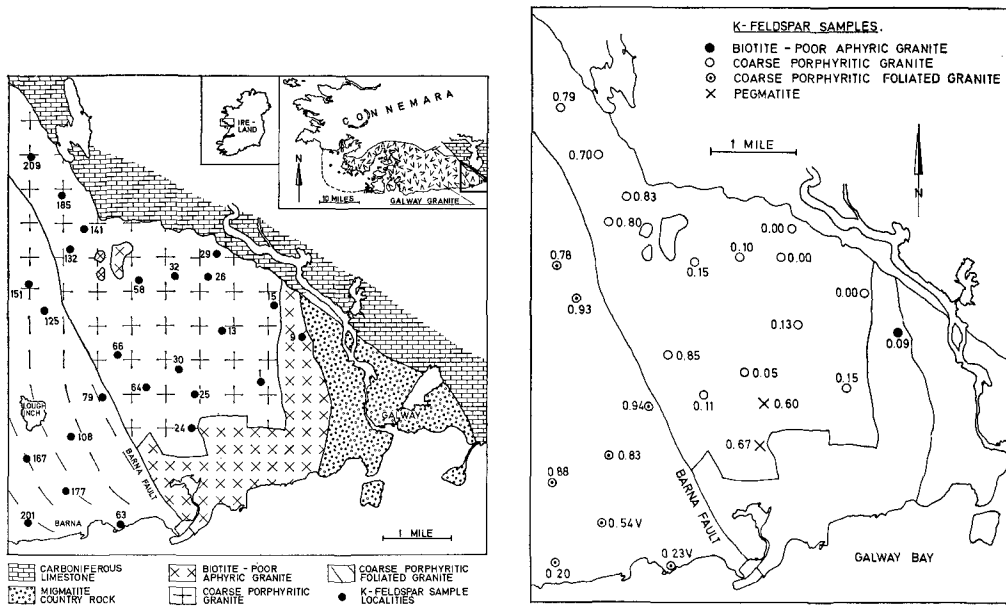 CONNEMARA
IRE-
LAND
N
10 MILES
GALWAY GRANITE
209
185
141
132
151
125
58
32
29
26
15
13
9
66
30
64
25
1
79
24
LOUGH
INCH
108
167
177
201
BARNA
63
BARNA FAULT
GALWAY
1 MILE
CARBONIFEROUS
LIMESTONE
MIGMATITE
COUNTRY ROCK
BIOTITE - POOR
APHYRIC GRANITE
COARSE PORPHYRITIC
GRANITE
COARSE PORPHYRITIC
FOLIATED GRANITE
K-FELDSPAR SAMPLE
LOCALITIES
K-FELDSPAR SAMPLES.
BIOTITE - POOR APHYRIC GRANITE
COARSE PORPHYRITIC GRANITE
COARSE PORPHYRITIC FOLIATED GRANITE
PEGMATITE
1 MILE
N
0.79
0.70
0.83
0.80
0.00
0.10
0.00
0.15
0.78
0.93
0.00
0.13
0.09
0.85
0.05
0.15
0.11
0.60
0.94
0.67
0.83
0.88
0.54V
0.23V
0.20
BARNA FAULT
GALWAY BAY